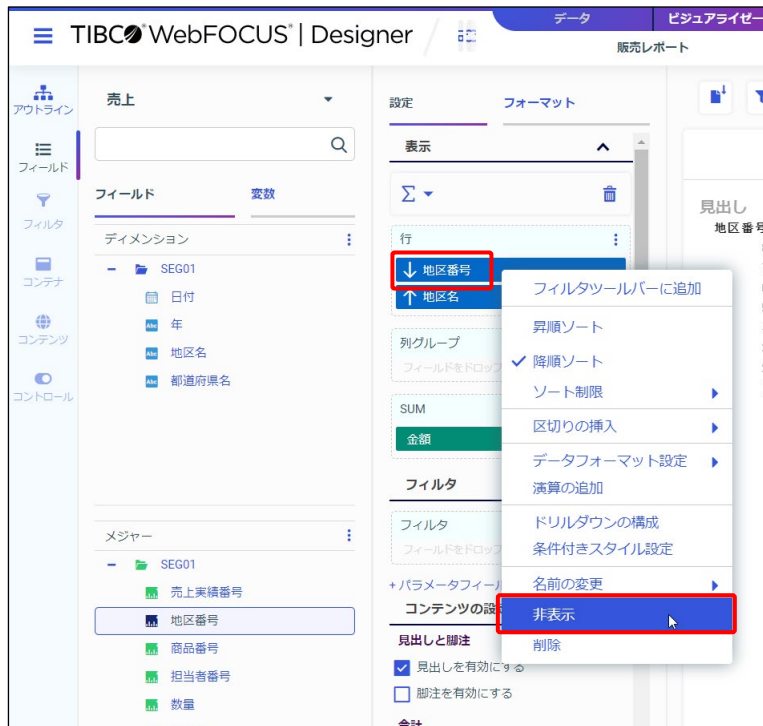 TIBCO WebFOCUS | Designer
データ
ビジュアライゼー
販売レポート
アウトライン
フィールド
フィルタ
コンテナ
コンテンツ
コントロール
売上
フィールド
変数
ディメンション
SEG01
日付
Abc 年
Abc 地区名
Abc 都道府県名
メジャー
SEG01
売上実績番号
地区番号
商品番号
担当者番号
数量
設定
フォーマット
表示
Σ
行
地区番号
地区名
列グループ
フィールドをドロップ
SUM
金額
フィルタ
フィルタ
フィールドをドロップ
+パラメータフィー
コンテンツの設
見出しと脚注
見出しを有効にする
脚注を有効にする
合計
フィルタツールバーに追加
昇順ソート
降順ソート
ソート制限
区切りの挿入
データフォーマット設定
演算の追加
ドリルダウンの構成
条件付きスタイル設定
名前の変更
非表示
削除
見出し
地区番号